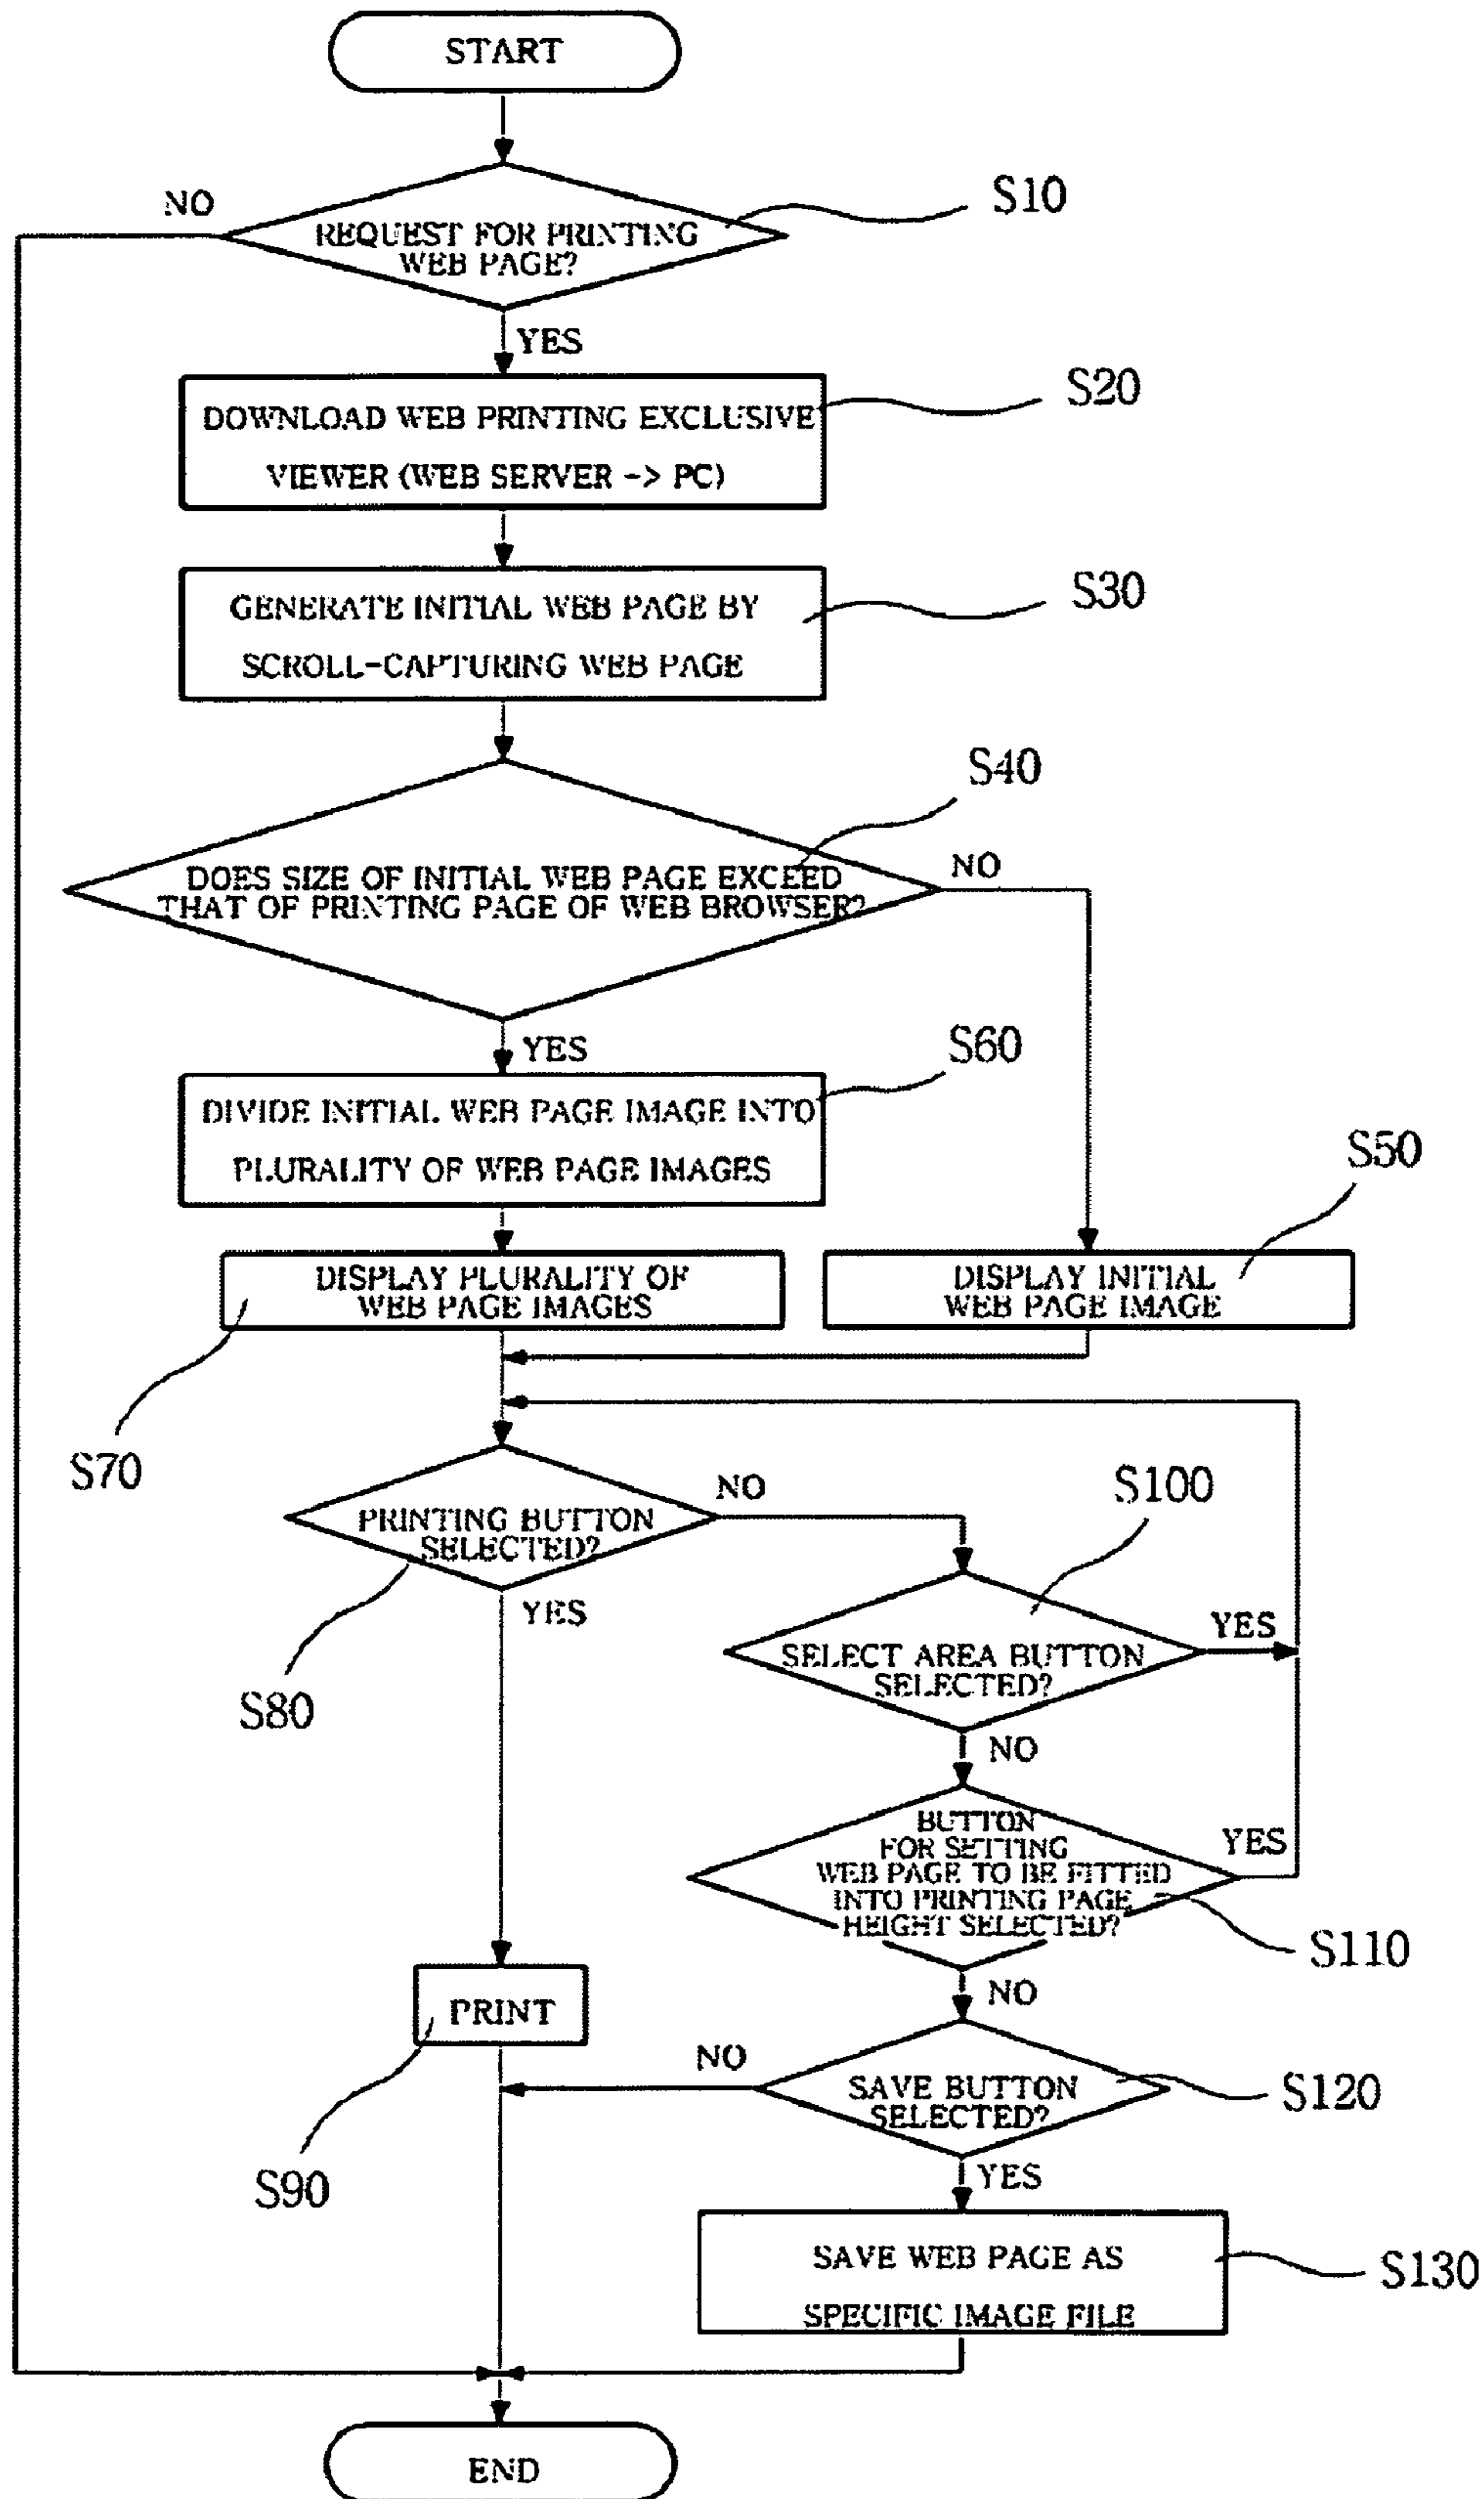 START
NO
S10
REQUEST FOR PRINTING
WEB PAGE?
YES
S20
DOWNLOAD WEB PRINTING EXCLUSIVE
VIEWER (WEB SERVER -> PC)
S30
GENERATE INITIAL WEB PAGE BY
SCROLL-CAPTURING WEB PAGE
S40
NO
DOES SIZE OF INITIAL WEB PAGE EXCEED
THAT OF PRINTING PAGE OF WEB BROWSER?
YES
S60
DIVIDE INITIAL WEB PAGE IMAGE INTO
PLURALITY OF WEB PAGE IMAGES
S50
DISPLAY PLURALITY OF
WEB PAGE IMAGES
DISPLAY INITIAL
WEB PAGE IMAGE
S70
NO
S100
PRINTING BUTTON
SELECTED?
YES
YES
SELECT AREA BUTTON
SELECTED?
S80
NO
BUTTON
FOR SETTING
WEB PAGE TO BE FITTED
INTO PRINTING PAGE
HEIGHT SELECTED?
YES
S110
NO
PRINT
NO
SAVE BUTTON
SELECTED?
S120
S90
YES
SAVE WEB PAGE AS
SPECIFIC IMAGE FILE
S130
END